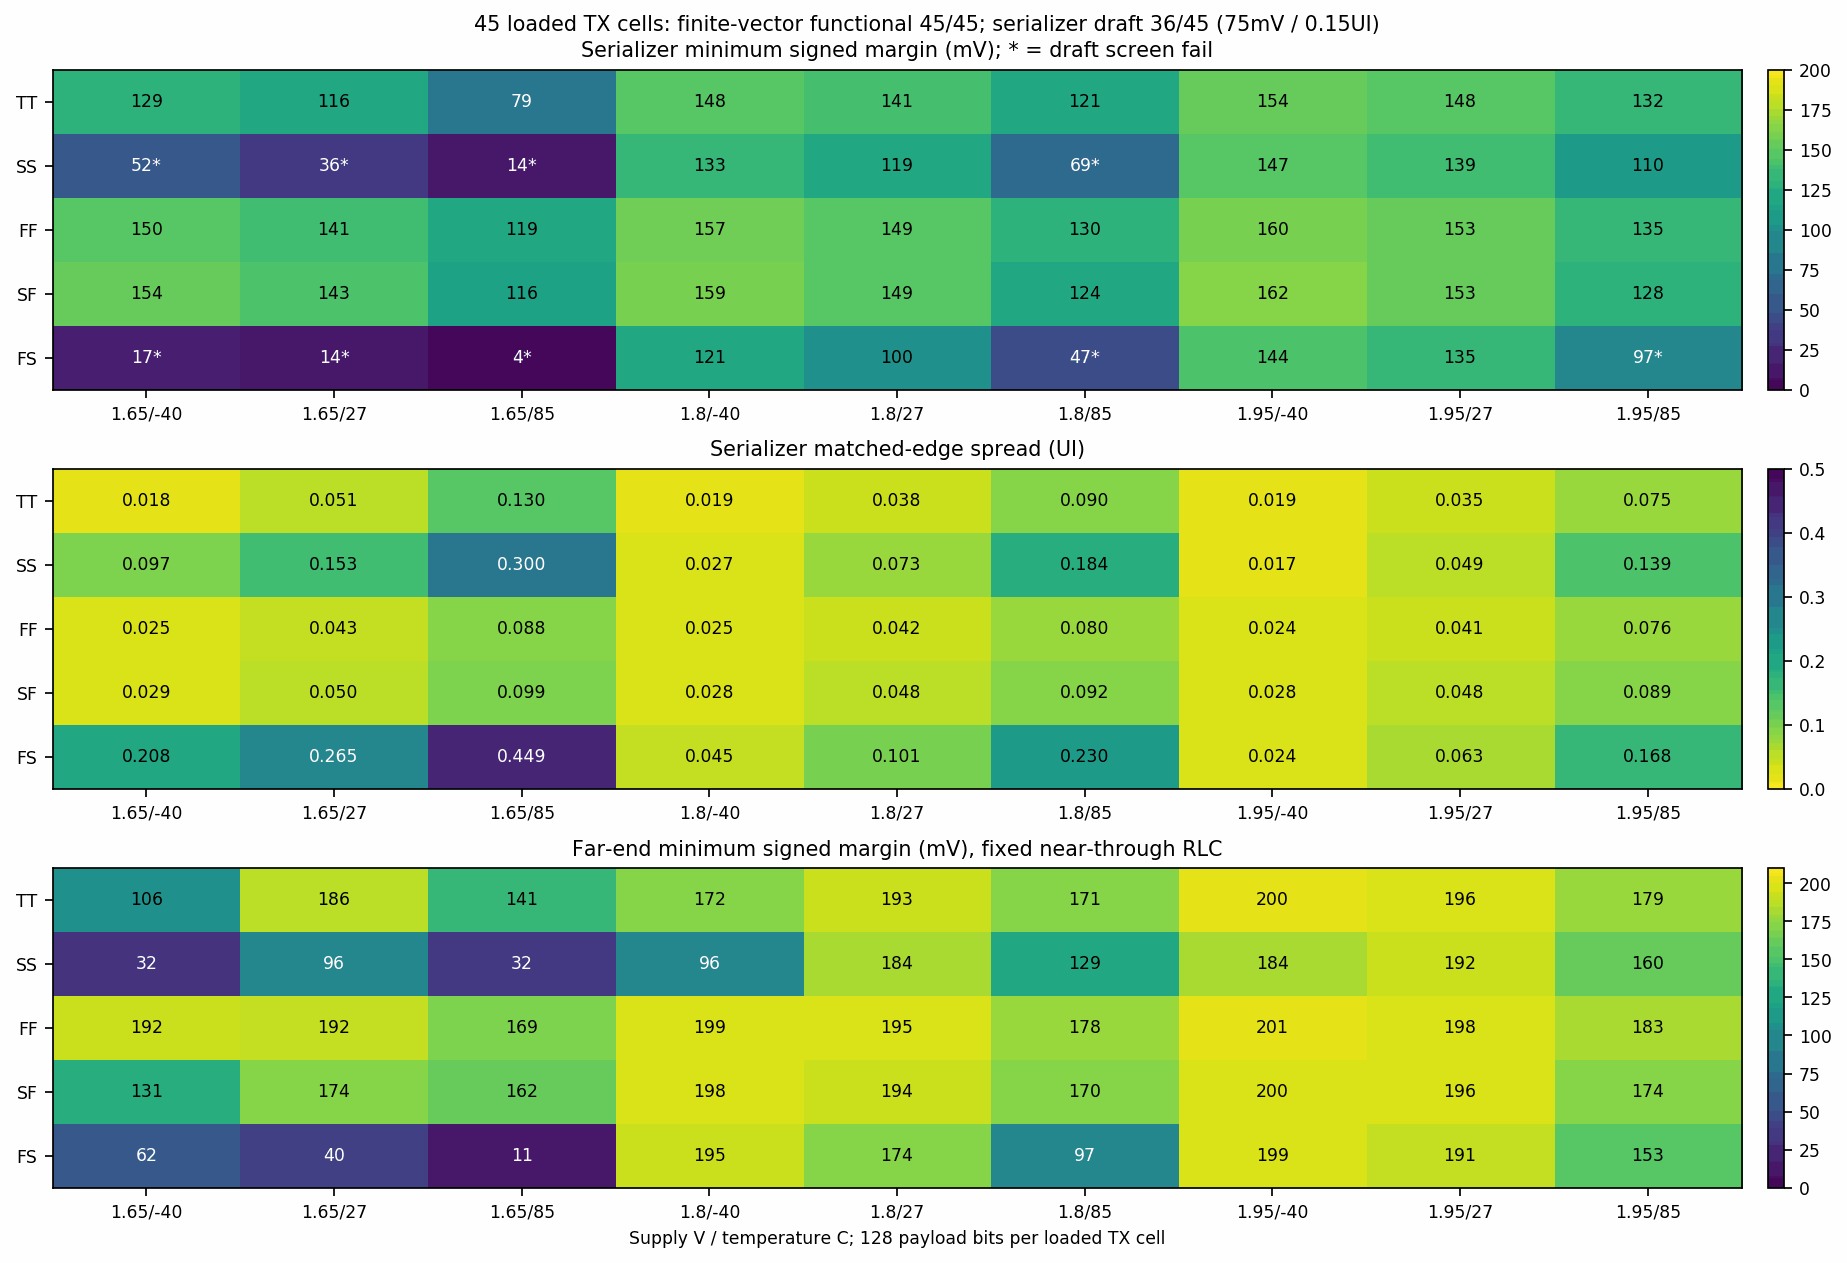 45 loaded TX cells: finite-vector functional 45/45; serializer draft 36/45 (75mV / 0.15UI)
Serializer minimum signed margin (mV); * = draft screen fail
TT 129 116 79 148 141 121 154 148 132
SS 52* 36* 14* 133 119 69* 147 139 110
FF 150 141 119 157 149 130 160 153 135
SF 154 143 116 159 149 124 162 153 128
FS 17* 14* 4* 121 100 47* 144 135 97*
1.65/-40 1.65/27 1.65/85 1.8/-40 1.8/27 1.8/85 1.95/-40 1.95/27 1.95/85
200
175
150
125
100
75
50
25
0
Serializer matched-edge spread (UI)
TT 0.018 0.051 0.130 0.019 0.038 0.090 0.019 0.035 0.075
SS 0.097 0.153 0.300 0.027 0.073 0.184 0.017 0.049 0.139
FF 0.025 0.043 0.088 0.025 0.042 0.080 0.024 0.041 0.076
SF 0.029 0.050 0.099 0.028 0.048 0.092 0.028 0.048 0.089
FS 0.208 0.265 0.449 0.045 0.101 0.230 0.024 0.063 0.168
1.65/-40 1.65/27 1.65/85 1.8/-40 1.8/27 1.8/85 1.95/-40 1.95/27 1.95/85
0.5
0.4
0.3
0.2
0.1
0.0
Far-end minimum signed margin (mV), fixed near-through RLC
TT 106 186 141 172 193 171 200 196 179
SS 32 96 32 96 184 129 184 192 160
FF 192 192 169 199 195 178 201 198 183
SF 131 174 162 198 194 170 200 196 174
FS 62 40 11 195 174 97 199 191 153
1.65/-40 1.65/27 1.65/85 1.8/-40 1.8/27 1.8/85 1.95/-40 1.95/27 1.95/85
200
175
150
125
100
75
50
25
0
Supply V / temperature C; 128 payload bits per loaded TX cell